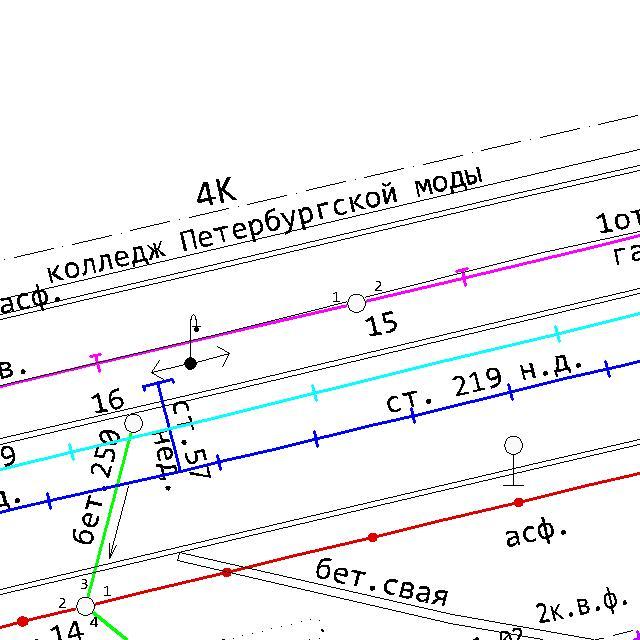 4К
колледж Петербургской моды
асф.
1от
га
1 2
15
в.
16
ст. 219 н.д.
ст.57
нед.
бет.250
9
д.
асф.
бет.свая
3
2 1
4
14
2к.в.ф.